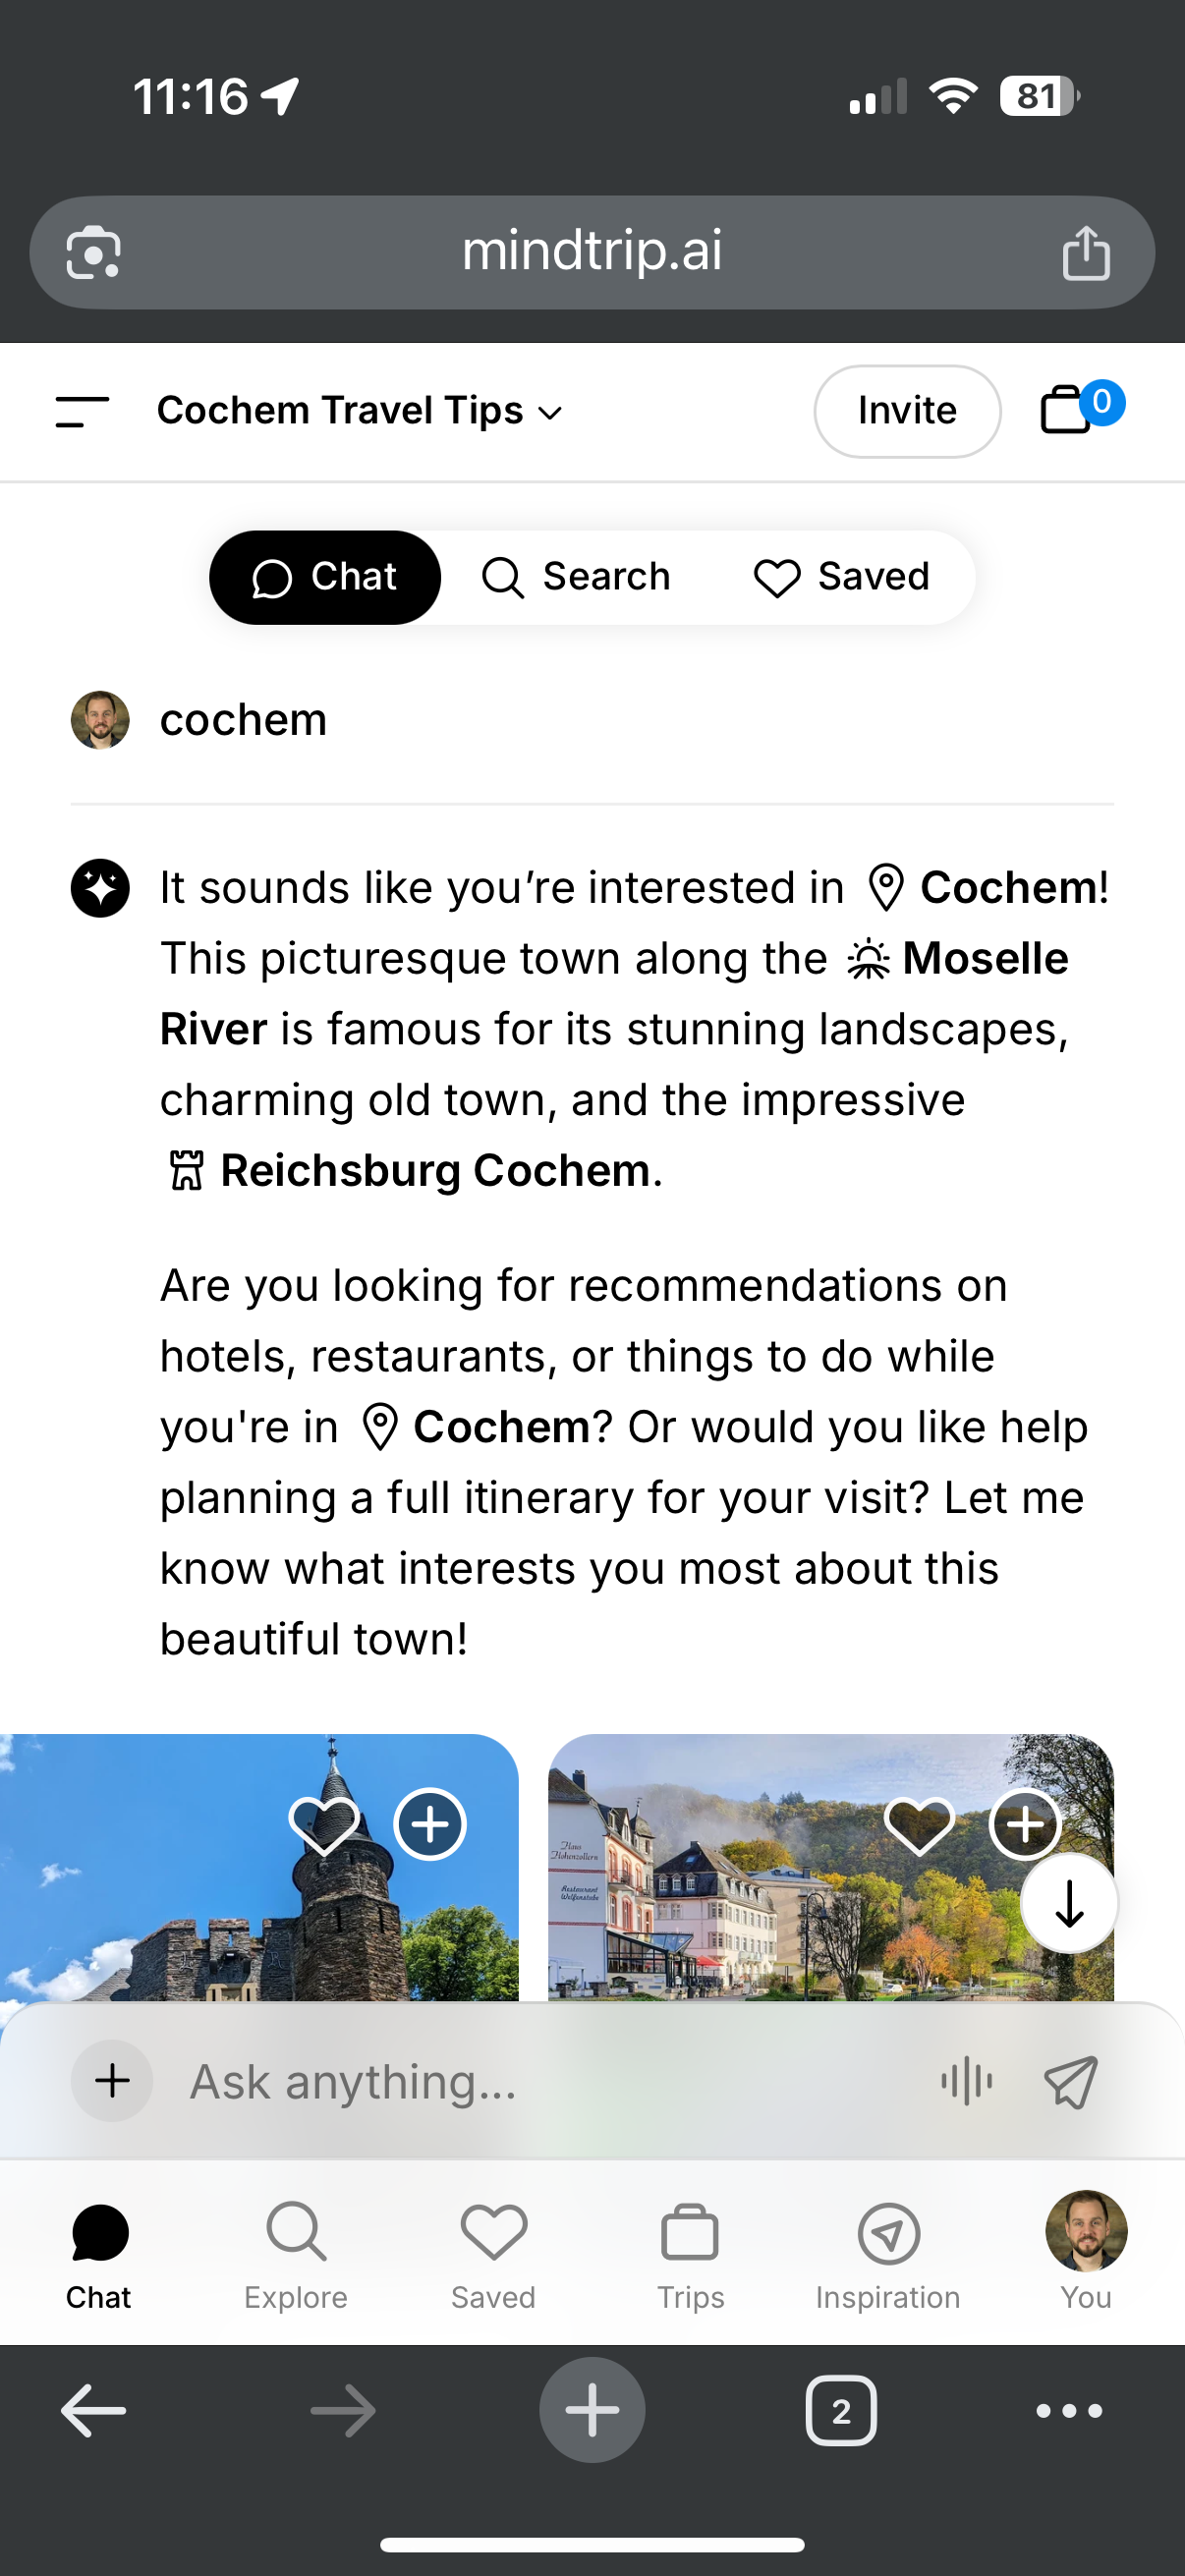 11:16
81
mindtrip.ai
Cochem Travel Tips
Invite
0
Chat
Search
Saved
cochem
It sounds like you’re interested in Cochem!
This picturesque town along the Moselle
River is famous for its stunning landscapes,
charming old town, and the impressive
Reichsburg Cochem.
Are you looking for recommendations on
hotels, restaurants, or things to do while
you're in Cochem? Or would you like help
planning a full itinerary for your visit? Let me
know what interests you most about this
beautiful town!
Haus
Hohenzollern
Restaurant
Welfenstube
Ask anything...
Chat
Explore
Saved
Trips
Inspiration
You
2